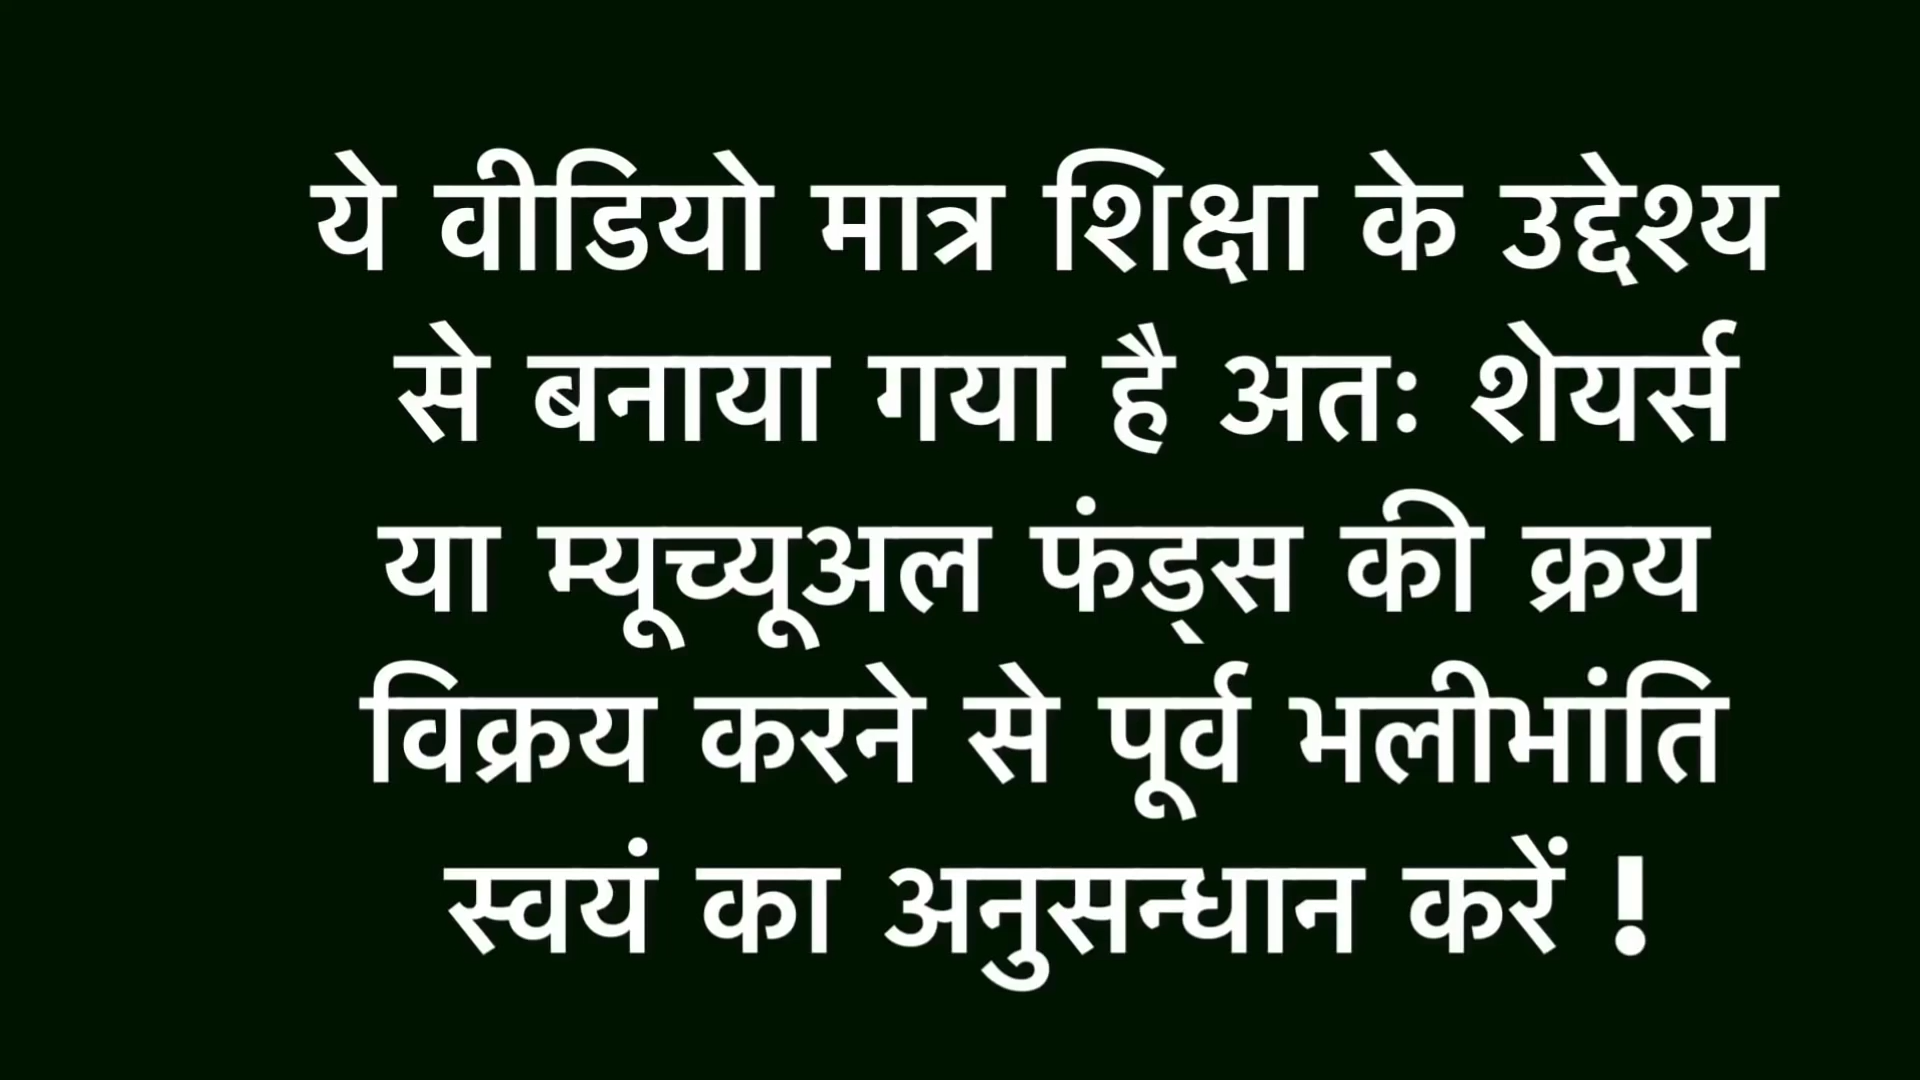 ये वीडियो मात्र शिक्षा के उद्देश्य
से बनाया गया है अतः शेयर्स
या म्यूच्यूअल फंड्स की क्रय
विक्रय करने से पूर्व भलीभांति
स्वयं का अनुसन्धान करें !